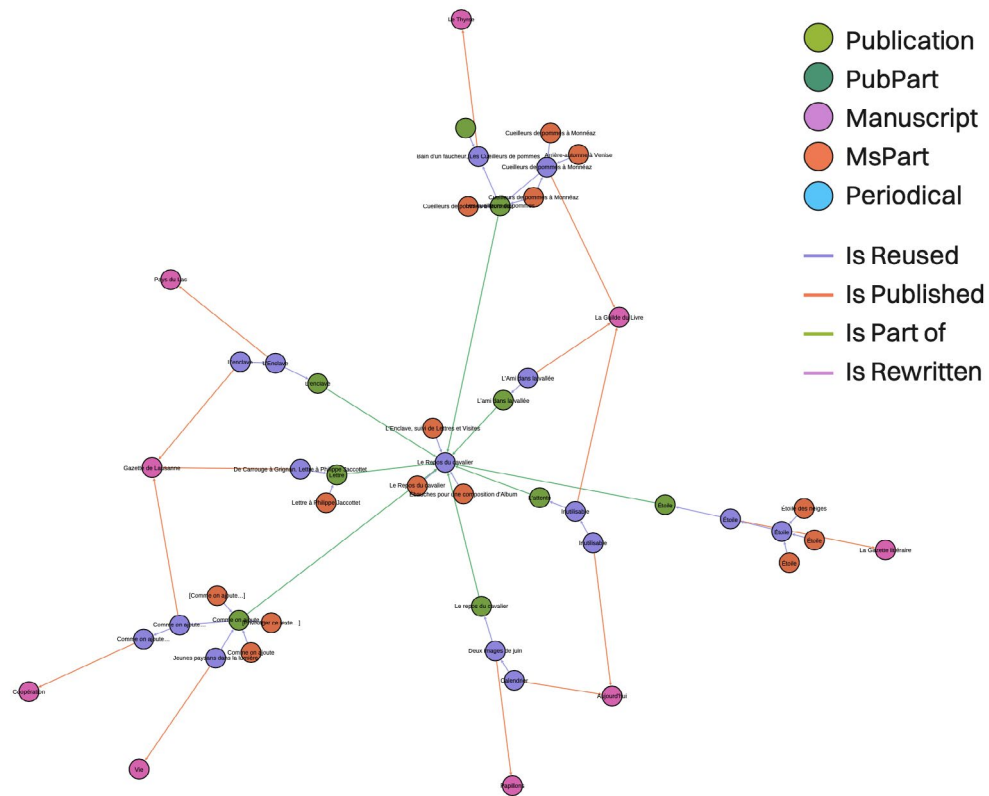 Le Thyrse
Publication
PubPart
Manuscript
MsPart
Periodical
Is Reused
Is Published
Is Part of
Is Rewritten
Cueilleurs de pommes à Monnéaz
Bain d'un faucheur, Les Cueilleurs de pommes
Arrière-automne à Venise
Cueilleurs de pommes à Monnéaz
Cueilleurs de pommes à Monnéaz
Pays du Lac
La Guilde du Livre
L'enclave
L'Enclave
L'enclave
L'Ami dans la vallée
L'ami dans la vallée
L'Enclave, suivi de Lettres et Visites
Le Repos du cavalier
Gazette de Lausanne
De Carrouge à Grignan. Lettre à Philippe Jaccottet
Lettre
Le Repos du cavalier
Ébauches pour une composition d'Album
Lettre à Philippe Jaccottet
L'attente
Inutilisable
Inutilisable
Étoile
Étoile
Étoile
Étoile des neiges
Étoile
Étoile
La Gazette littéraire
[Comme on ajoute...]
Comme on ajoute
Comme on ajoute...
Comme on ajoute...
Comme on ajoute
Jeunes paysans dans la lumière
Le repos du cavalier
Deux images de juin
Calendrier
Coopération
Aujourd'hui
Vie
Papillons